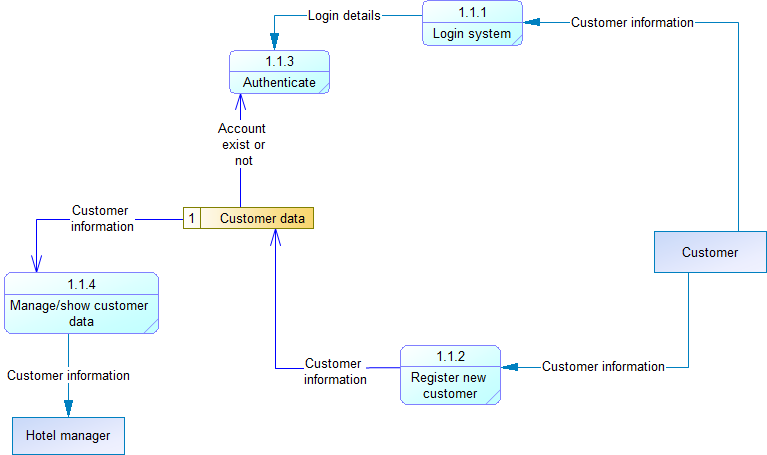 Login details
1.1.1
Login system
Customer information
1.1.3
Authenticate
Account
exist or
not
Customer
information
1 Customer data
Customer
1.1.4
Manage/show customer
data
Customer information
Hotel manager
Customer
information
1.1.2
Register new
customer
Customer information